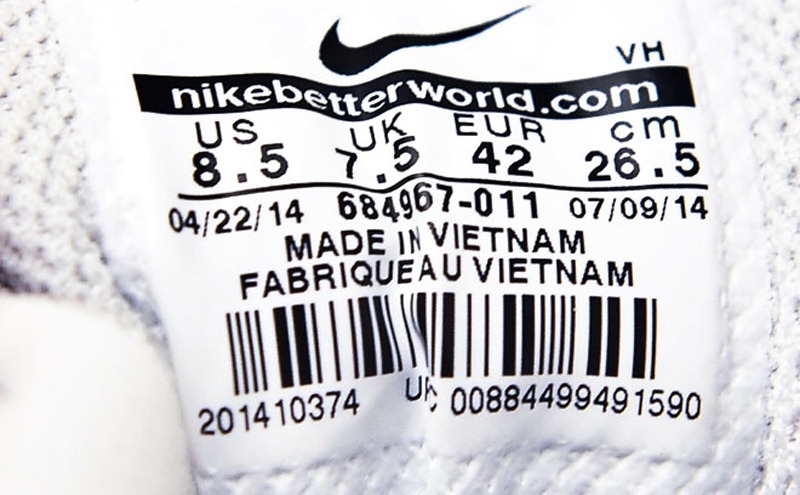 VH
nikebetterworld.com
US UK EUR cm
8.5 7.5 42 26.5
04/22/14 684967-011 07/09/14
MADE IN VIETNAM
FABRIQUE AU VIETNAM
201410374 UPC 00884499491590